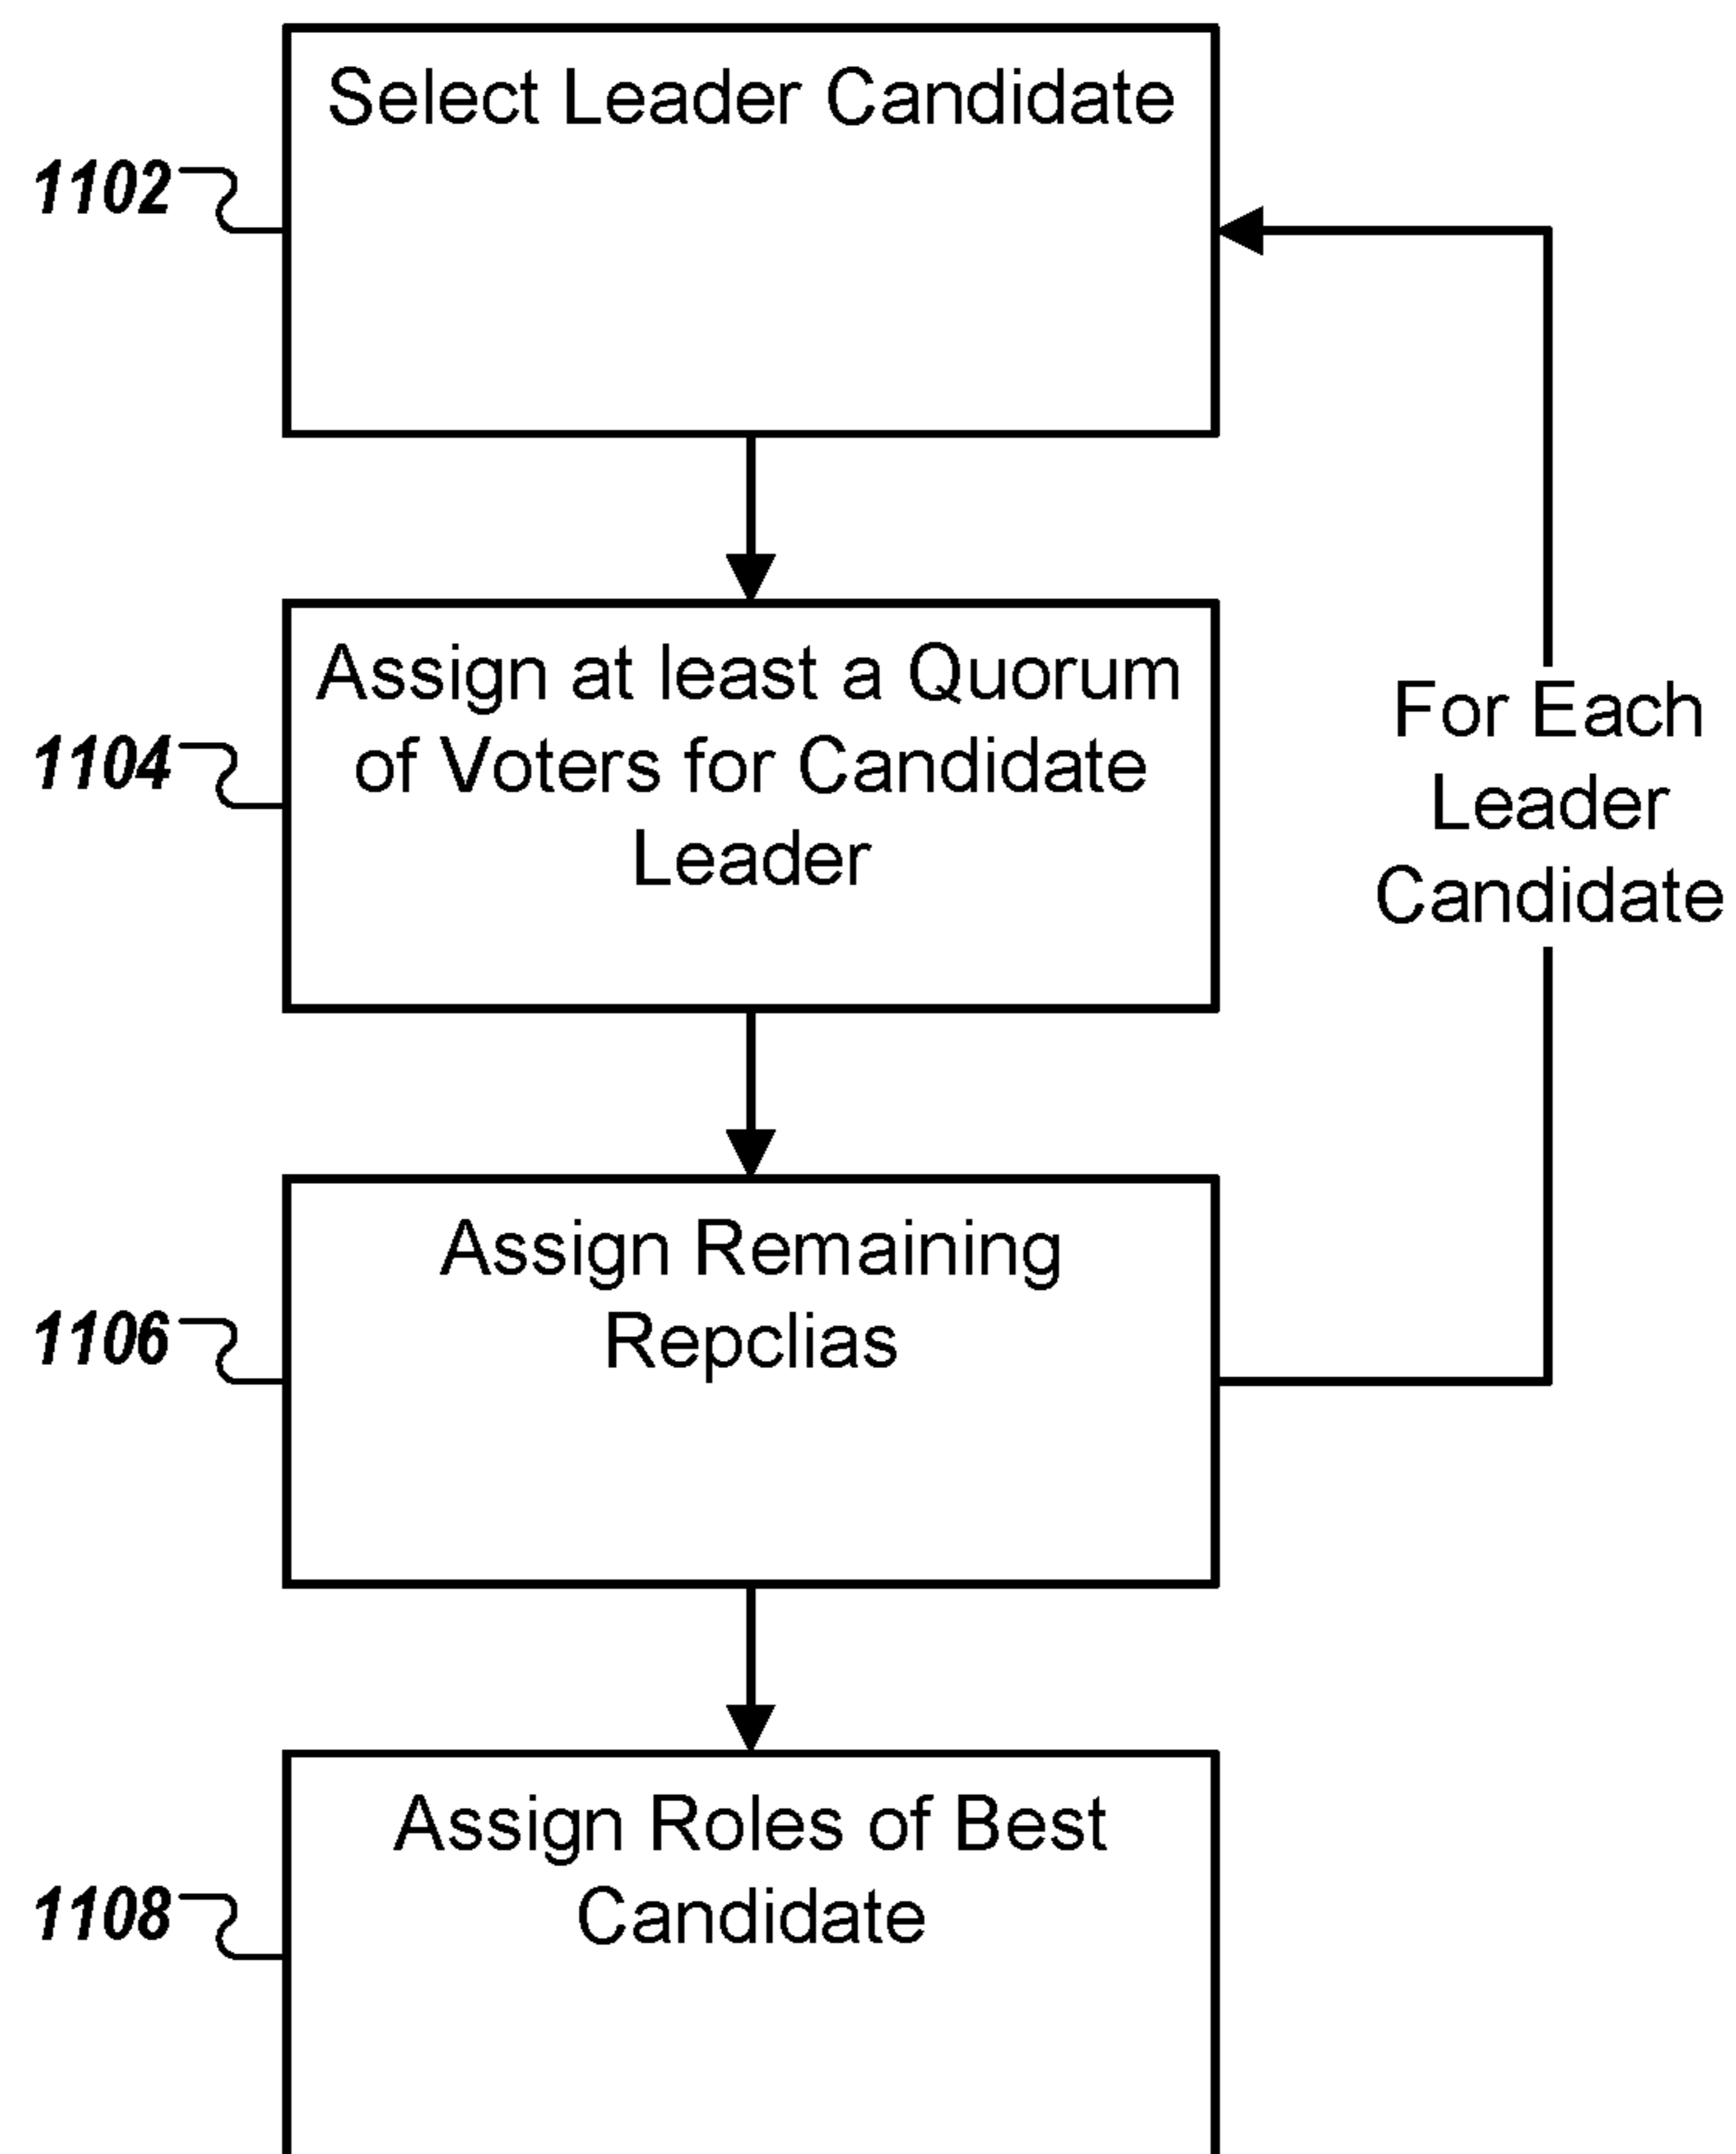 Select Leader Candidate
1102
Assign at least a Quorum
of Voters for Candidate
Leader
1104
For Each
Leader
Candidate
Assign Remaining
Repclias
1106
Assign Roles of Best
Candidate
1108